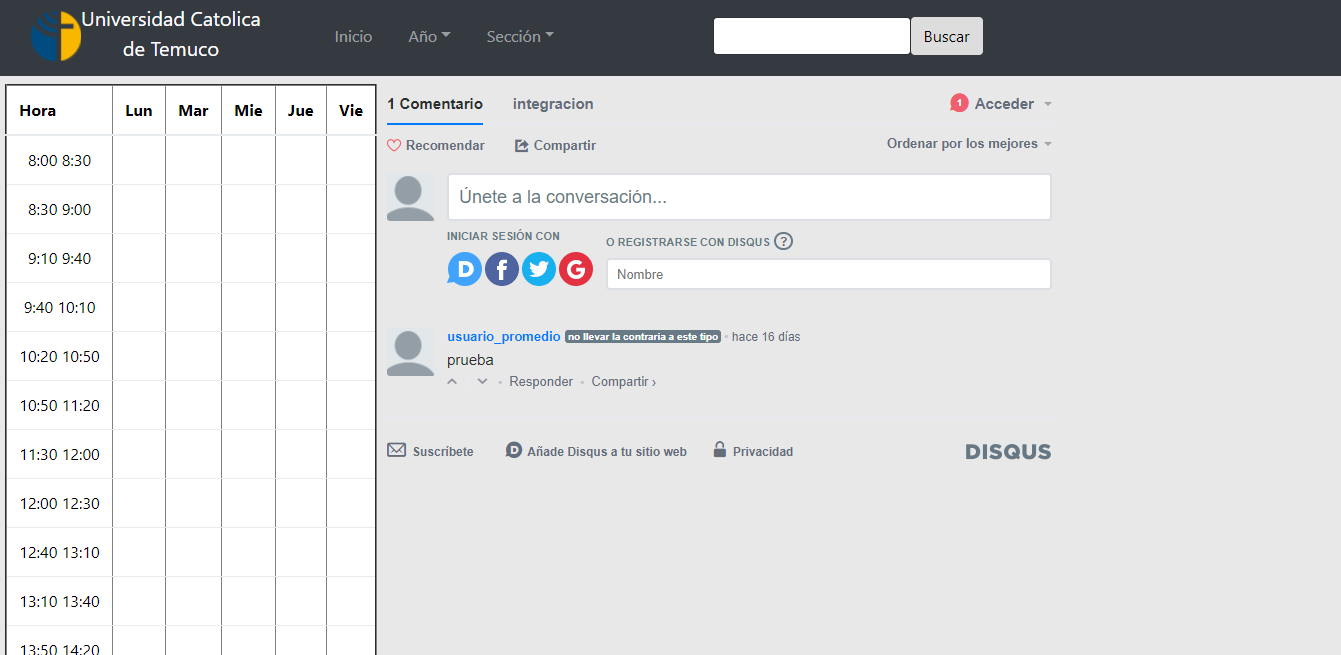 Universidad Catolica
de Temuco
Inicio Año Sección Buscar
Hora Lun Mar Mie Jue Vie
8:00 8:30
8:30 9:00
9:10 9:40
9:40 10:10
10:20 10:50
10:50 11:20
11:30 12:00
12:00 12:30
12:40 13:10
13:10 13:40
13:50 14:20
1 Comentario integracion 1 Acceder
Recomendar Compartir Ordenar por los mejores
Únete a la conversación...
INICIAR SESIÓN CON
O REGISTRARSE CON DISQUS ?
D f G
Nombre
usuario_promedio no llevar la contraria a este tipo • hace 16 días
prueba
• Responder • Compartir ›
Suscríbete D Añade Disqus a tu sitio web Privacidad DISQUS